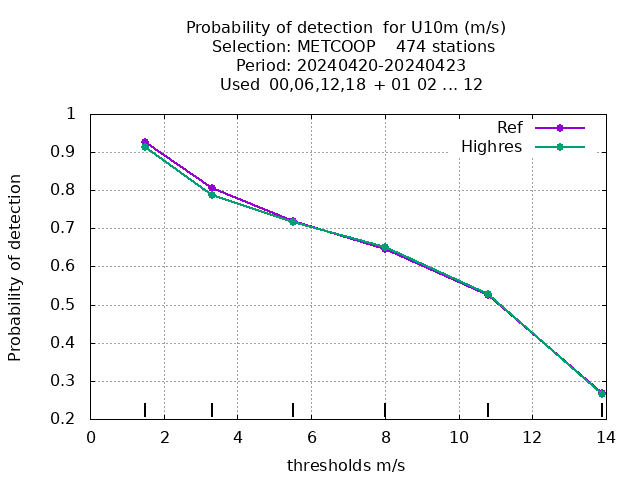 Probability of detection  for U10m (m/s)
Selection: METCOOP    474 stations
Period: 20240420-20240423
Used 00,06,12,18 + 01 02 ... 12
Ref
Highres
1
0.9
0.8
0.7
0.6
0.5
0.4
0.3
0.2
Probability of detection
0 2 4 6 8 10 12 14
thresholds m/s